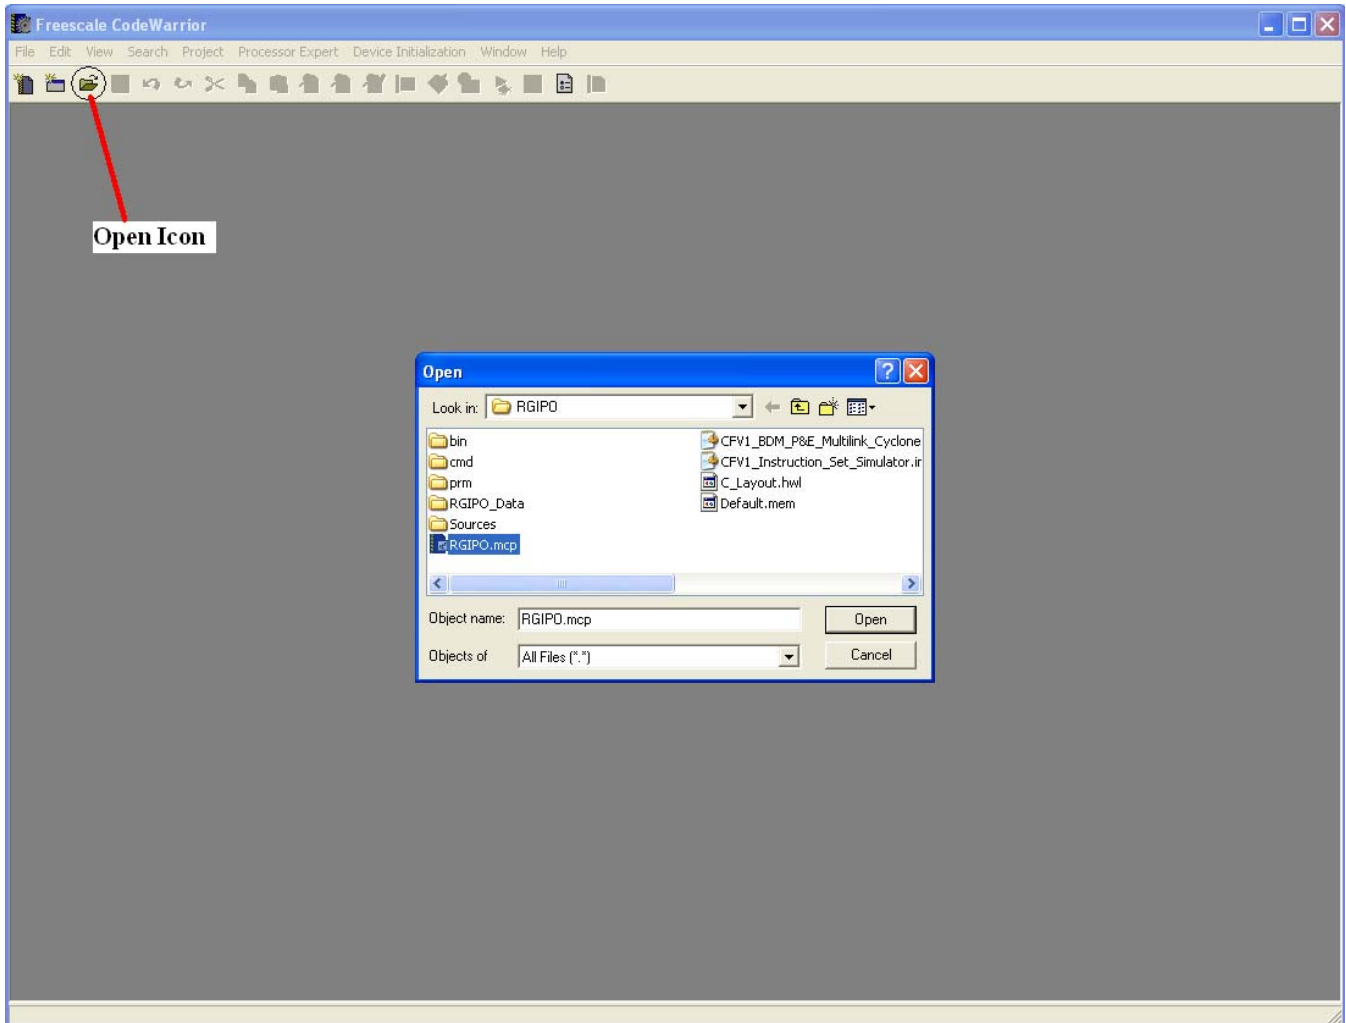 Freescale CodeWarrior
File Edit View Search Project Processor Expert Device Initialization Window Help
Open Icon
Open
Look in: RGIPO
bin
cmd
prm
RGIPO_Data
Sources
RGIPO.mcp
CFV1_BDM_P&E_Multilink_Cyclone
CFV1_Instruction_Set_Simulator.ir
C_Layout.hwl
Default.mem
Object name: RGIPO.mcp Open
Objects of All Files (*.*) Cancel